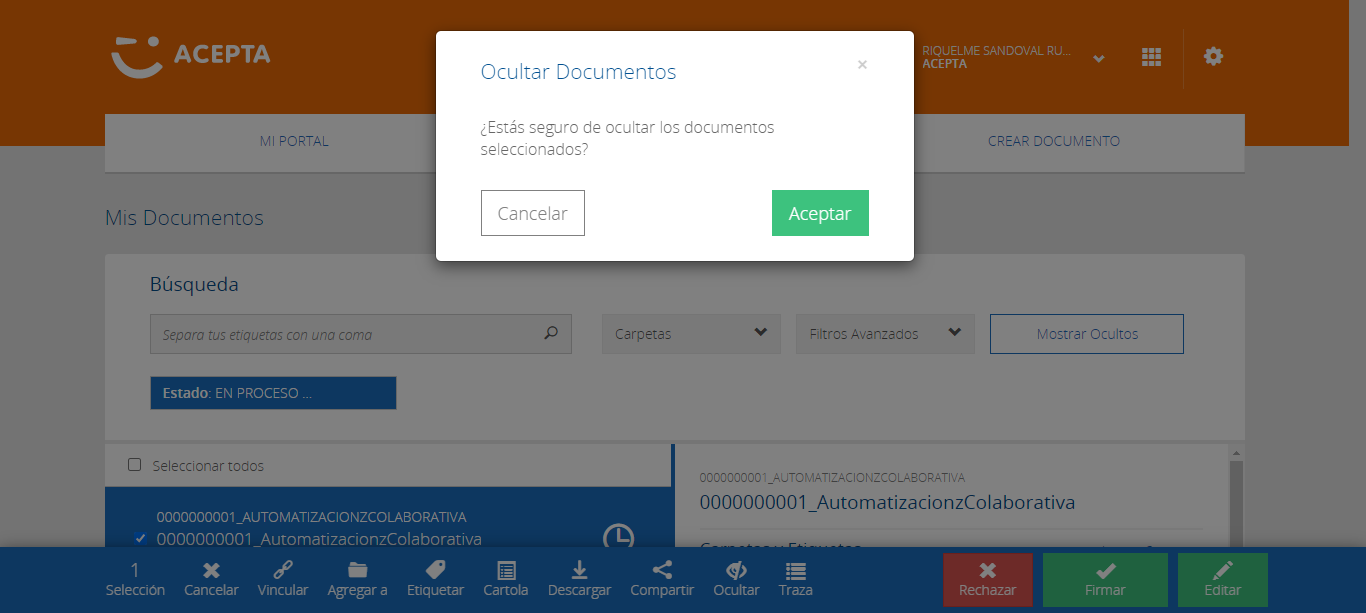 ACEPTA
RIQUELME SANDOVAL RU...
ACEPTA
Ocultar Documentos
×
¿Estás seguro de ocultar los documentos
seleccionados?
Cancelar
Aceptar
MI PORTAL
CREAR DOCUMENTO
Mis Documentos
Búsqueda
Separa tus etiquetas con una coma
Carpetas
Filtros Avanzados
Mostrar Ocultos
Estado: EN PROCESO ...
Seleccionar todos
0000000001_AUTOMATIZACIONZCOLABORATIVA
0000000001_AutomatizacionzColaborativa
0000000001_AUTOMATIZACIONZCOLABORATIVA
0000000001_AutomatizacionzColaborativa
Carpetas y Etiquetas
1
Selección
Cancelar
Vincular
Agregar a
Etiquetar
Cartola
Descargar
Compartir
Ocultar
Traza
Rechazar
Firmar
Editar